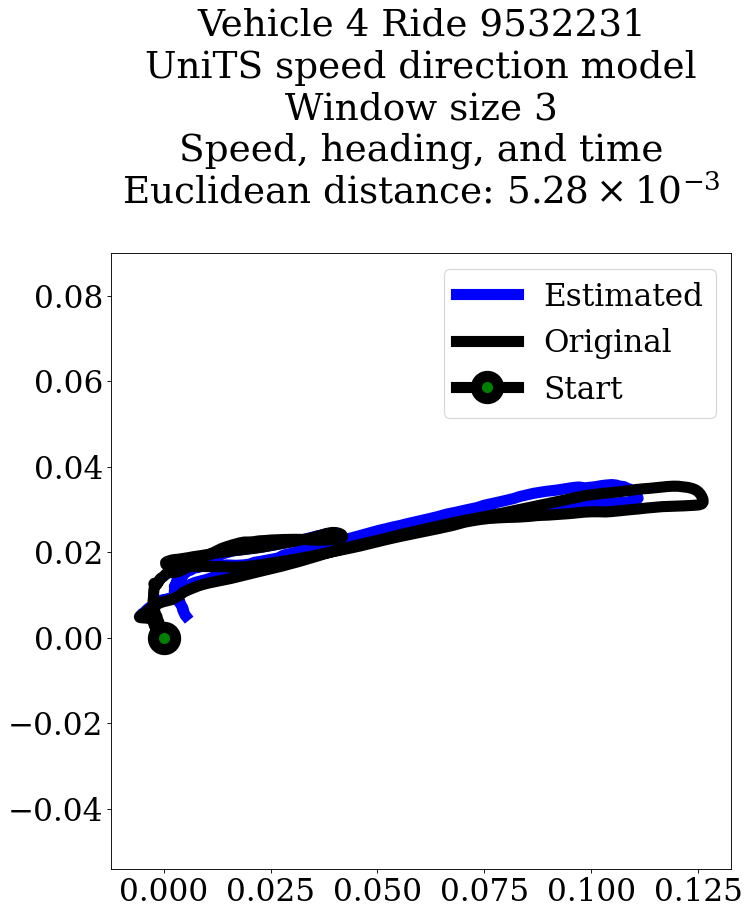 Vehicle 4 Ride 9532231
UniTS speed direction model
Window size 3
Speed, heading, and time
Euclidean distance: 5.28 × 10⁻³
Estimated
Original
Start
0.08
0.06
0.04
0.02
0.00
−0.02
−0.04
0.000 0.025 0.050 0.075 0.100 0.125